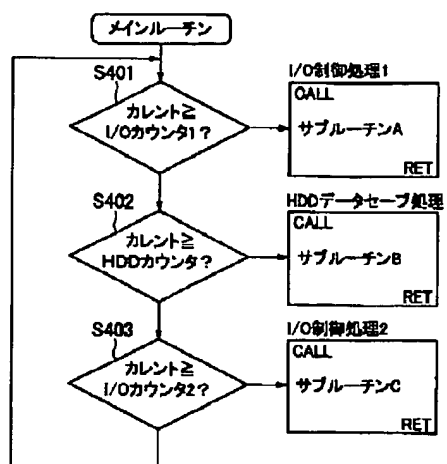 メインルーチン
S401
カレント≧
I/Oカウンタ1?
I/O制御処理1
CALL
サブルーチンA
RET
S402
カレント≧
HDDカウンタ?
HDDデータセーブ処理
CALL
サブルーチンB
RET
S403
カレント≧
I/Oカウンタ2?
I/O制御処理2
CALL
サブルーチンC
RET